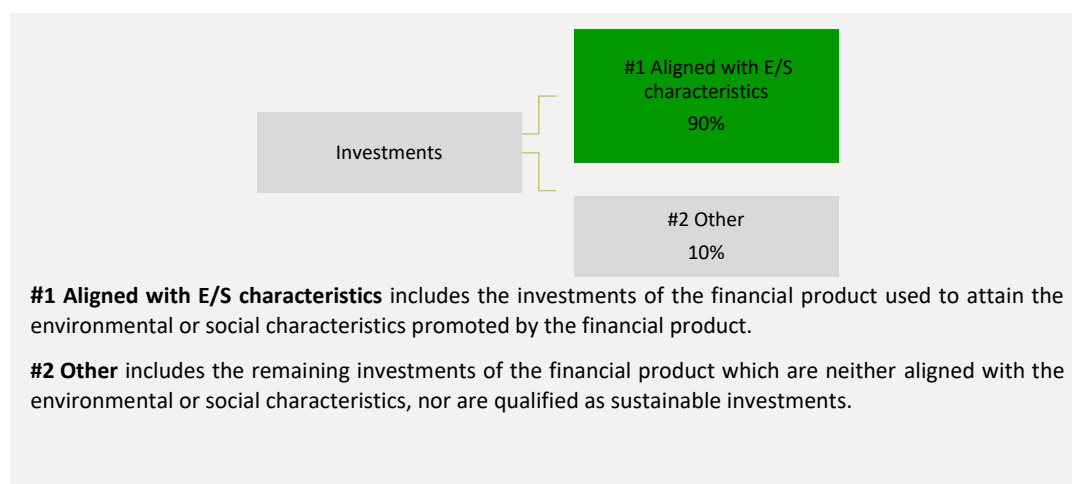 #1 Aligned with E/S
characteristics
90%
Investments
#2 Other
10%
#1 Aligned with E/S characteristics includes the investments of the financial product used to attain the
environmental or social characteristics promoted by the financial product.
#2 Other includes the remaining investments of the financial product which are neither aligned with the
environmental or social characteristics, nor are qualified as sustainable investments.